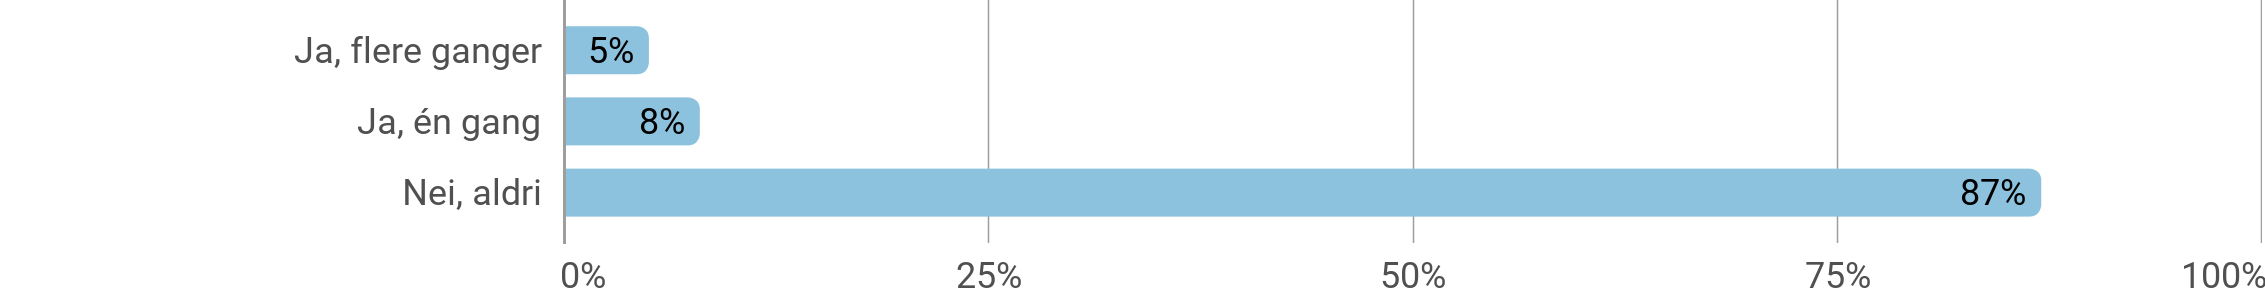 Ja, flere ganger 5%
Ja, én gang 8%
Nei, aldri 87%
0% 25% 50% 75% 100%